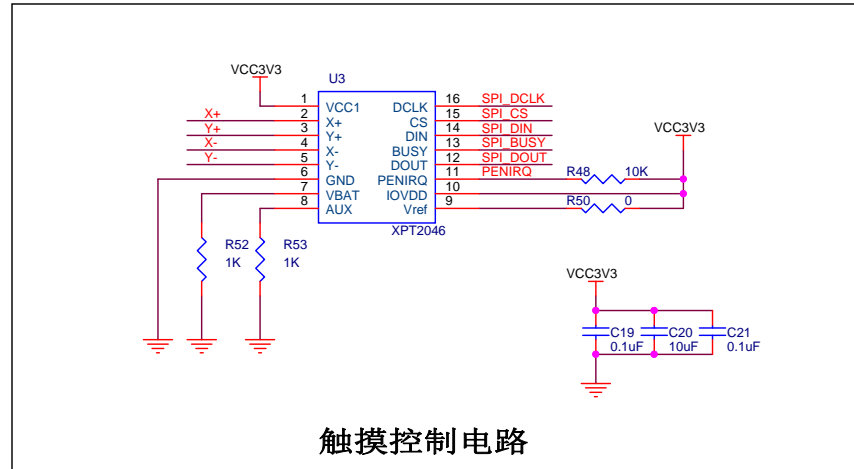 VCC3V3
U3
1 VCC1 DCLK 16 SPI_DCLK
X+ 2 X+ CS 15 SPI_CS
Y+ 3 Y+ DIN 14 SPI_DIN
X- 4 X- BUSY 13 SPI_BUSY
Y- 5 Y- DOUT 12 SPI_DOUT
6 GND PENIRQ 11 PENIRQ R48 10K
7 VBAT IOVDD 10
8 AUX Vref 9 R50 0
XPT2046
VCC3V3
R52 R53
1K 1K
VCC3V3
C19 C20 C21
0.1uF 10uF 0.1uF
触摸控制电路